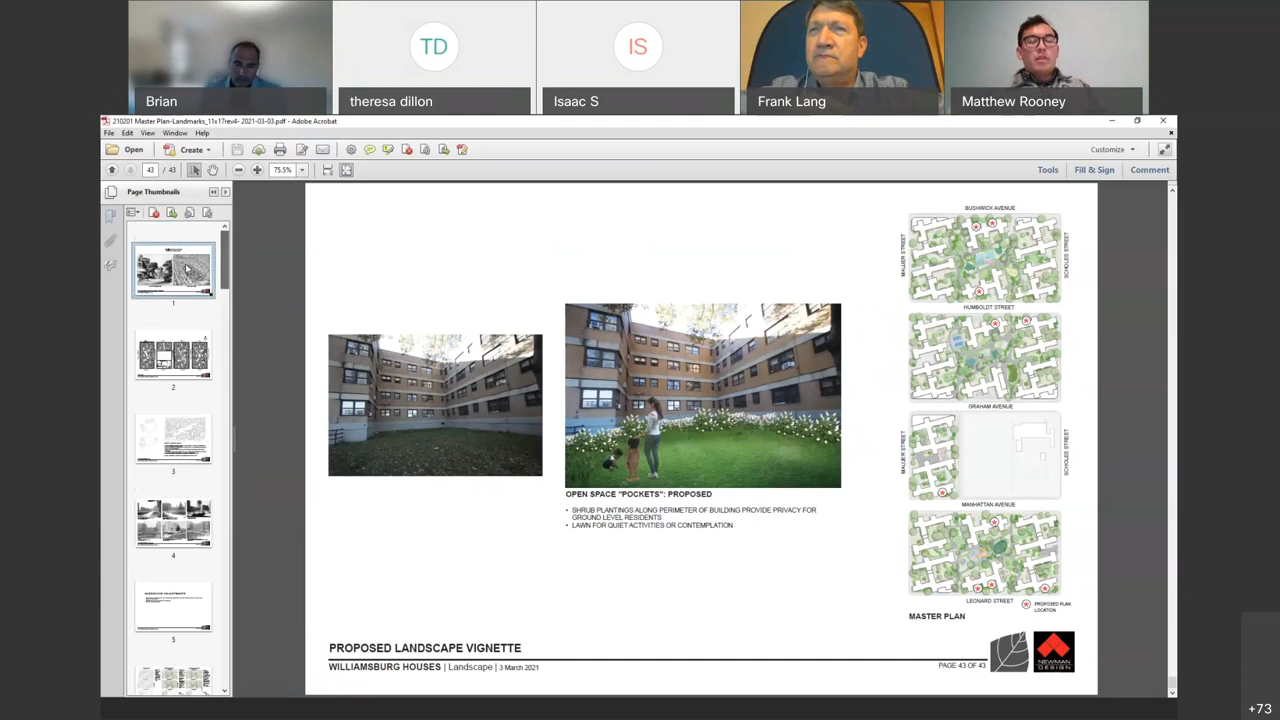 TD
IS
Brian
theresa dillon
Isaac S
Frank Lang
Matthew Rooney
210201 Master Plan-Landmarks_11x17rev4- 2021-03-03.pdf - Adobe Acrobat
File Edit View Window Help
Open
Create
Customize
43 / 43
75.5%
Tools
Fill & Sign
Comment
Page Thumbnails
1
2
3
4
5
BUSHWICK AVENUE
MAUJER STREET
SCHOLES STREET
HUMBOLDT STREET
GRAHAM AVENUE
MAUJER STREET
SCHOLES STREET
MANHATTAN AVENUE
LEONARD STREET
PROPOSED PLAN
LOCATION
MASTER PLAN
OPEN SPACE "POCKETS": PROPOSED
• SHRUB PLANTINGS ALONG PERIMETER OF BUILDING PROVIDE PRIVACY FOR
GROUND LEVEL RESIDENTS
• LAWN FOR QUIET ACTIVITIES OR CONTEMPLATION
PROPOSED LANDSCAPE VIGNETTE
WILLIAMSBURG HOUSES | Landscape | 3 March 2021
PAGE 43 OF 43
NEWMAN
DESIGN
+73